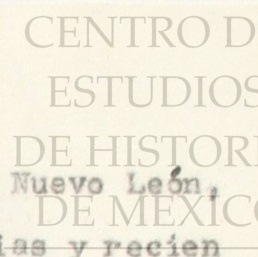 CENTRO D
ESTUDIOS
DE HISTORI
Nuevo León,
DE MÉXICO
ias y recien